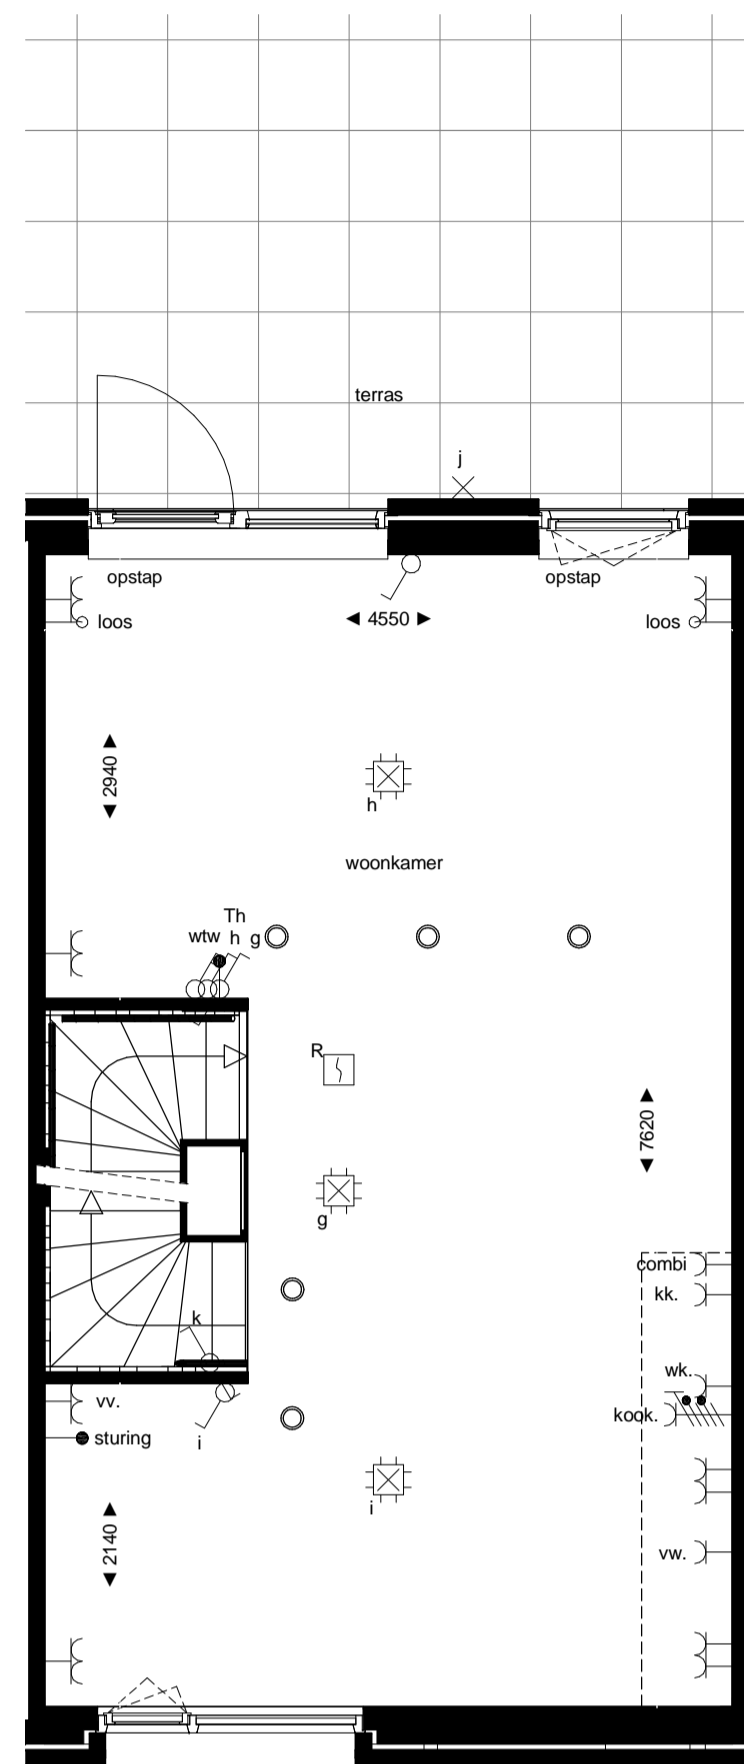 terras
j
opstap
opstap
◄ 4550 ►
loos
loos
◄ 2940 ►
h
woonkamer
Th
wtw h g
R
◄ 7620 ►
g
combi
kk.
k
wk.
vv.
kook.
sturing
i
i
◄ 2140 ►
vw.